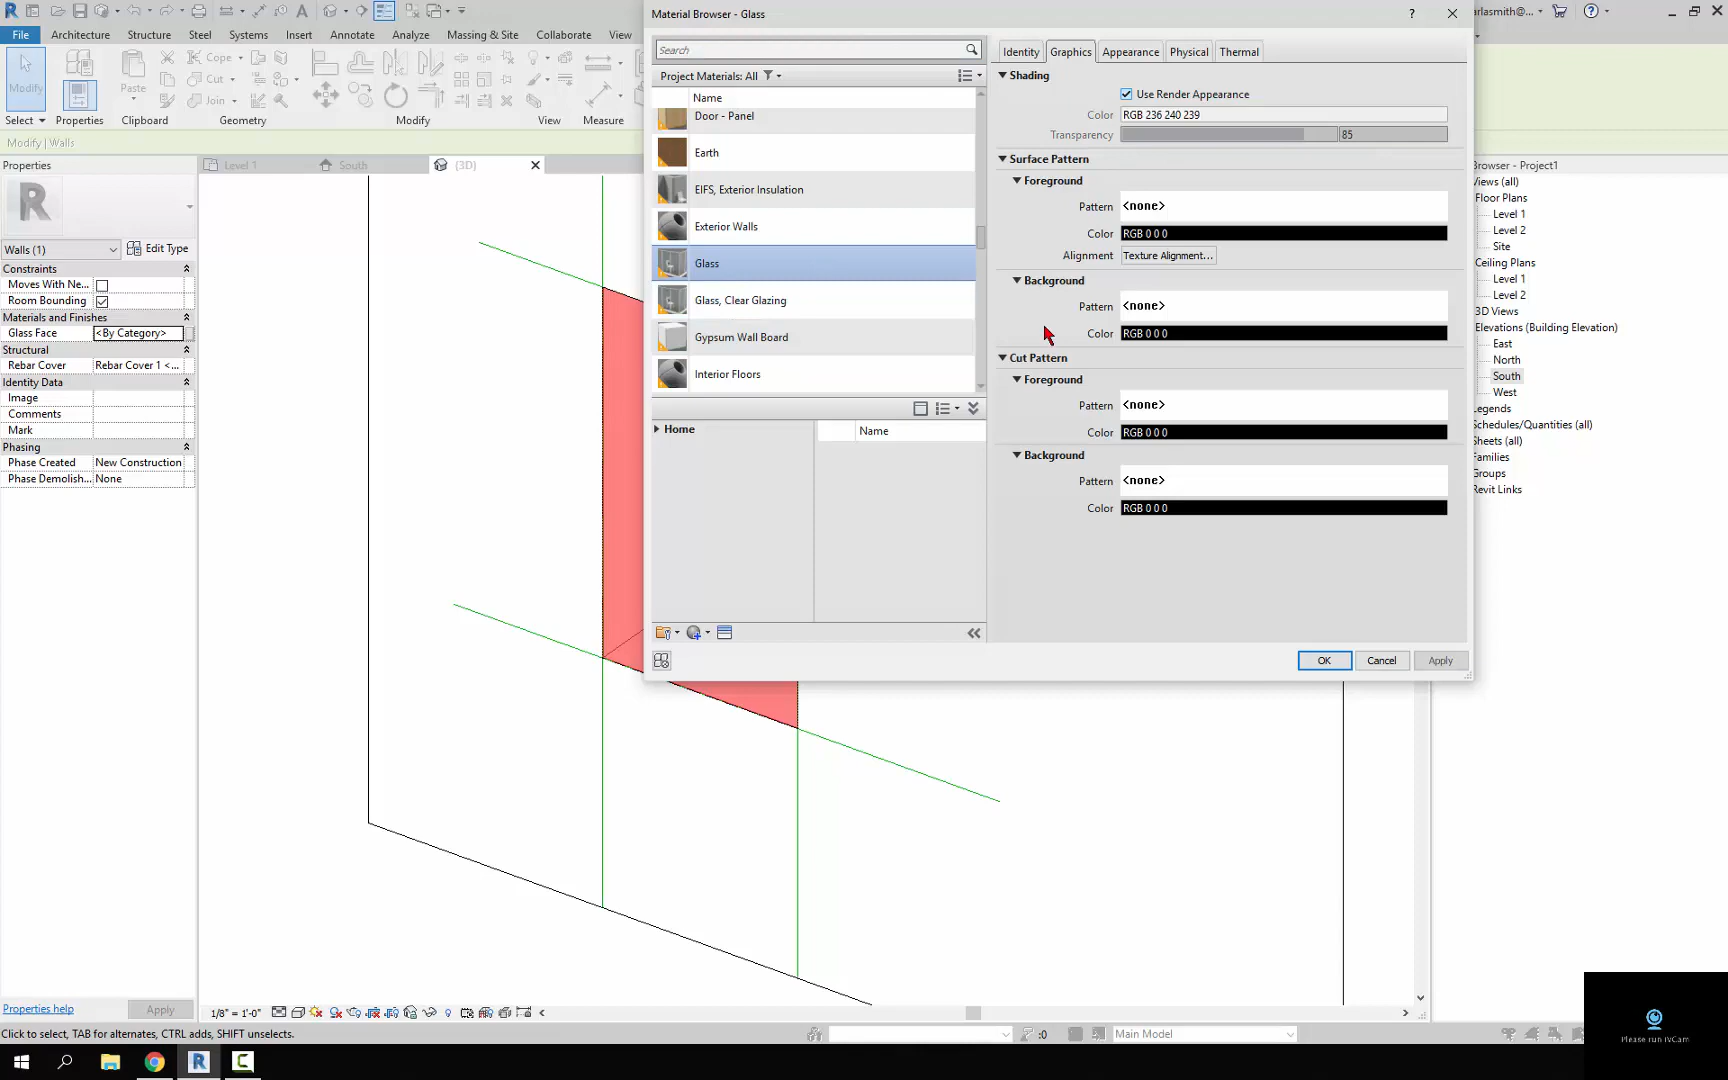 Material Browser - Glass
?
arlasmith@...
File
Architecture
Structure
Steel
Systems
Insert
Annotate
Analyze
Massing & Site
Collaborate
View
Modify
Paste
Cope
Cut
Join
Select
Properties
Clipboard
Geometry
Modify
View
Measure
Modify | Walls
Properties
R
Walls (1)
Edit Type
Constraints
Moves With Ne...
Room Bounding
Materials and Finishes
Glass Face
<By Category>
Structural
Rebar Cover
Rebar Cover 1 <...
Identity Data
Image
Comments
Mark
Phasing
Phase Created
New Construction
Phase Demolish...
None
Properties help
Apply
Level 1
South
(3D)
Search
Project Materials: All
Name
Door - Panel
Earth
EIFS, Exterior Insulation
Exterior Walls
Glass
Glass, Clear Glazing
Gypsum Wall Board
Interior Floors
Home
Name
Identity
Graphics
Appearance
Physical
Thermal
Shading
Use Render Appearance
Color
RGB 236 240 239
Transparency
85
Surface Pattern
Foreground
Pattern
<none>
Color
RGB 0 0 0
Alignment
Texture Alignment...
Background
Pattern
<none>
Color
RGB 0 0 0
Cut Pattern
Foreground
Pattern
<none>
Color
RGB 0 0 0
Background
Pattern
<none>
Color
RGB 0 0 0
OK
Cancel
Apply
Browser - Project1
Views (all)
Floor Plans
Level 1
Level 2
Site
Ceiling Plans
Level 1
Level 2
3D Views
Elevations (Building Elevation)
East
North
South
West
Legends
Schedules/Quantities (all)
Sheets (all)
Families
Groups
Revit Links
1/8" = 1'-0"
Click to select, TAB for alternates, CTRL adds, SHIFT unselects.
:0
Main Model
Please run iVCam